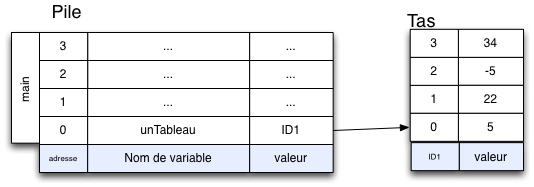 Pile
Tas
main
3 ... ...
2 ... ...
1 ... ...
0 unTableau ID1
adresse Nom de variable valeur
3 34
2 -5
1 22
0 5
ID1 valeur